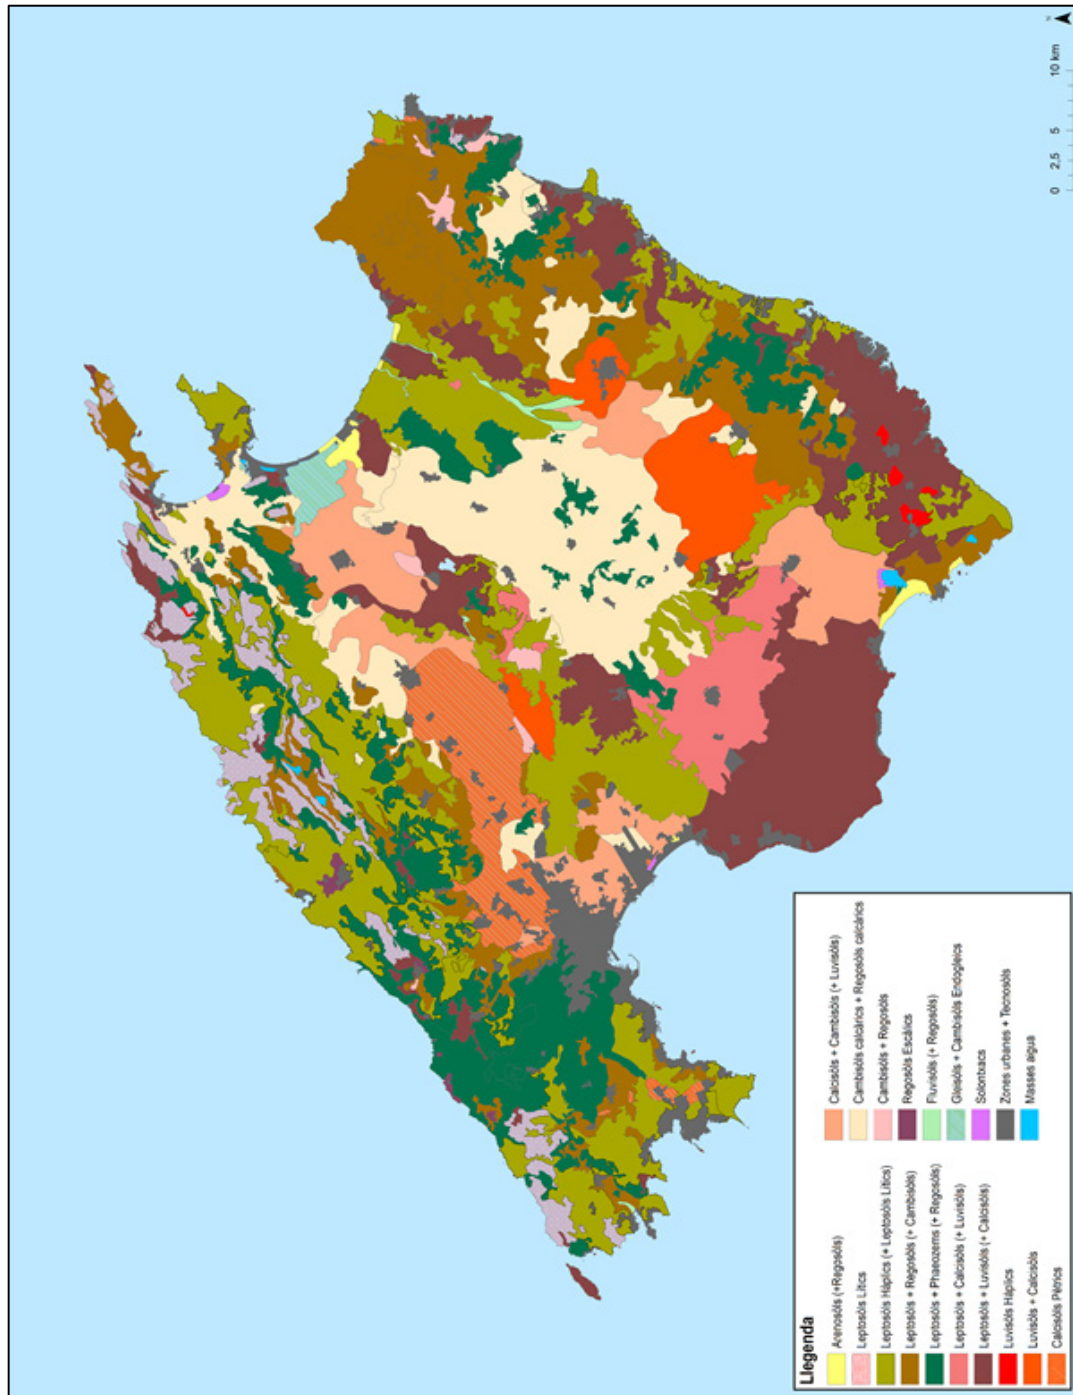 N
0 2,5 5 10 km
Llegenda
Arenosòls (+Regosòls)
Leptosòls Lítics
Leptosòls Hàplics (+ Leptosòls Lítics)
Leptosòls + Regosòls (+ Cambisòls)
Leptosòls + Phaeozems (+ Regosòls)
Leptosòls + Calcisòls (+ Luvisòls)
Leptosòls + Luvisòls (+ Calcisòls)
Luvisòls Hàplics
Luvisòls + Calcisòls
Calcisòls Pètrics
Calcisòls + Cambisòls (+ Luvisòls)
Cambisòls calcàrics + Regosòls calcàrics
Cambisòls + Regosòls
Regosòls Escàlics
Fluvisòls (+ Regosòls)
Gleisòls + Cambisòls Endogleics
Solontxacs
Zones urbanes + Tecnosòls
Masses aigua